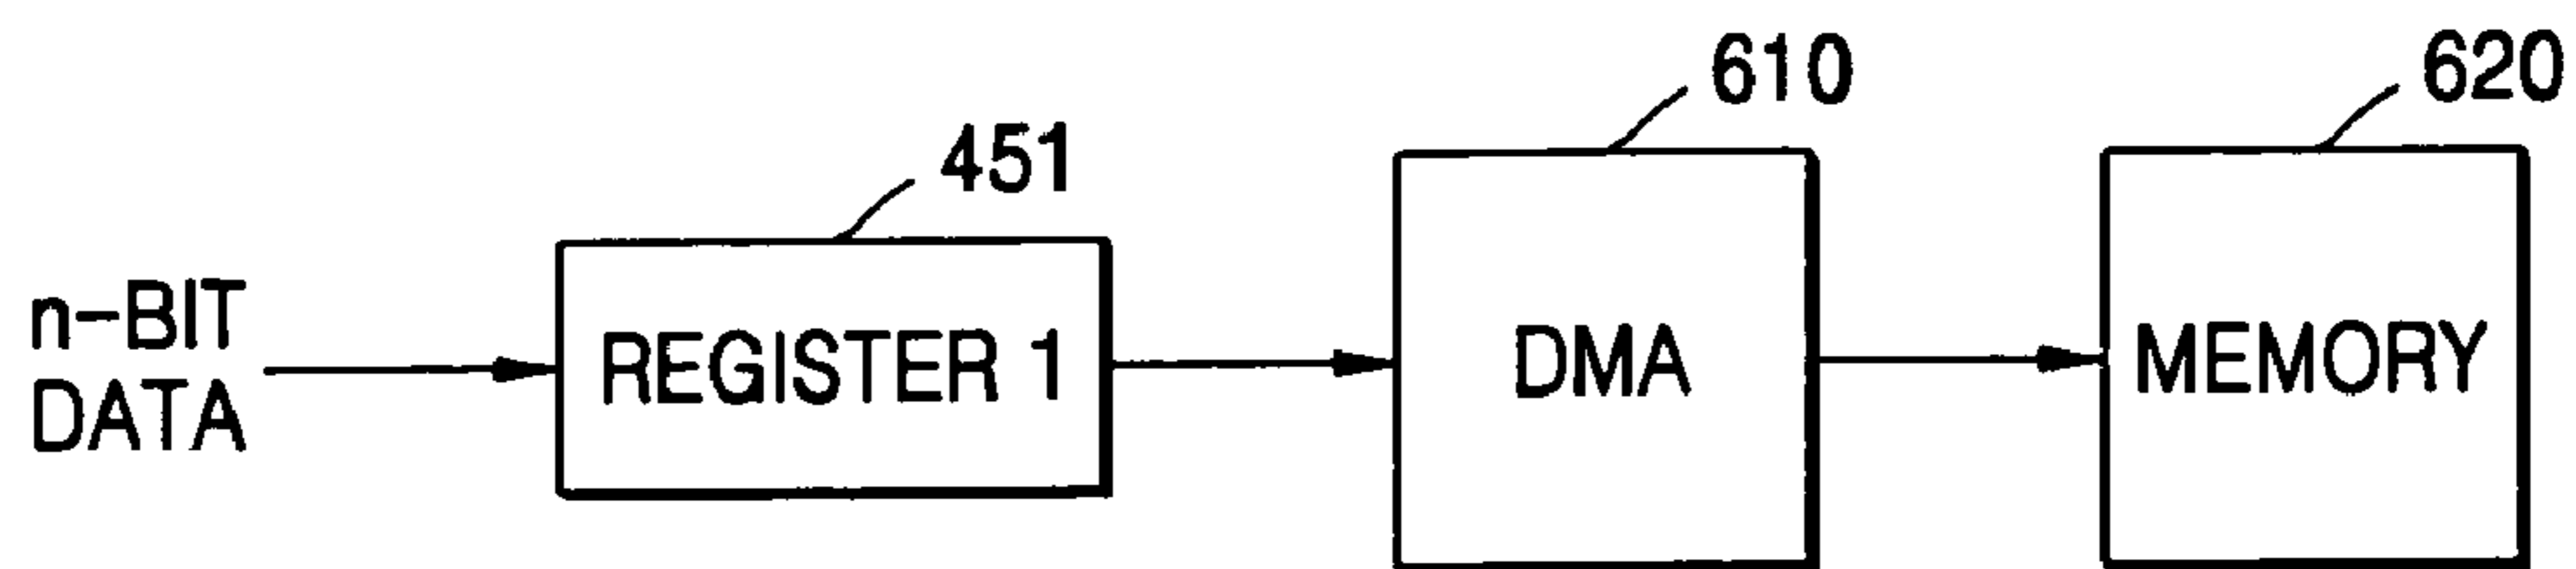 610
620
451
n-BIT
DATA
REGISTER 1
DMA
MEMORY